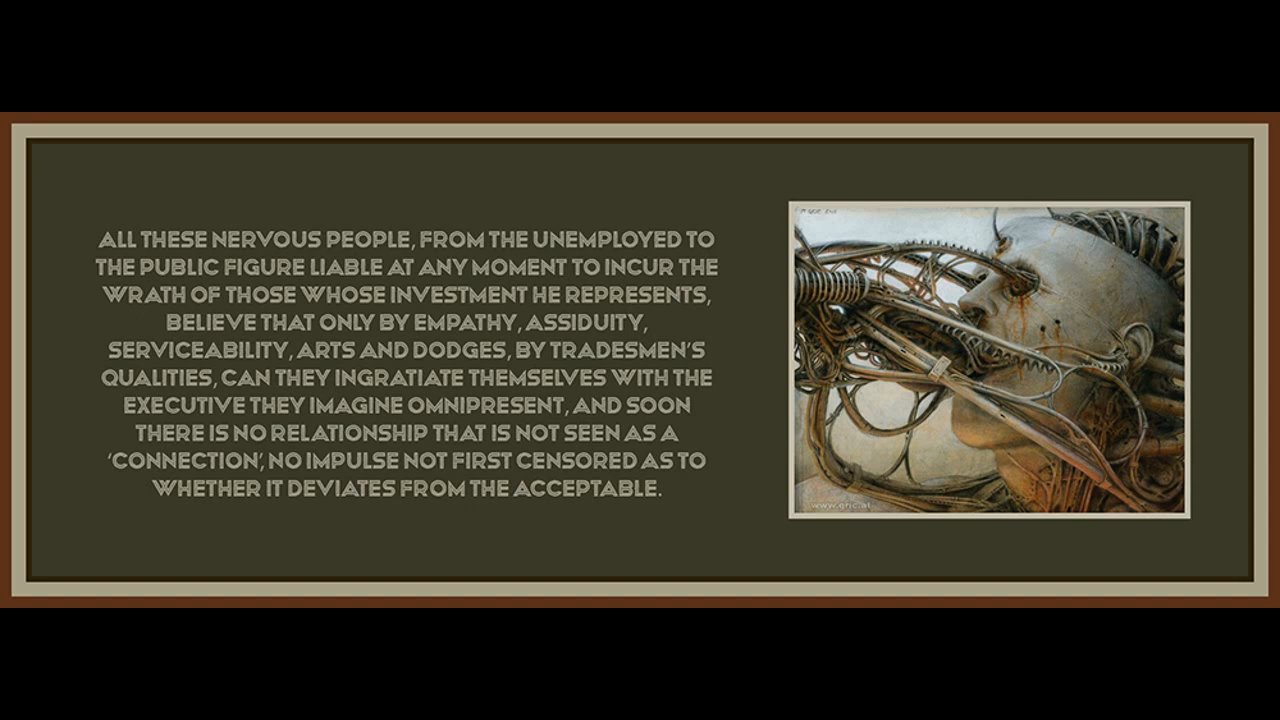 ALL THESE NERVOUS PEOPLE, FROM THE UNEMPLOYED TO
THE PUBLIC FIGURE LIABLE AT ANY MOMENT TO INCUR THE
WRATH OF THOSE WHOSE INVESTMENT HE REPRESENTS,
BELIEVE THAT ONLY BY EMPATHY, ASSIDUITY,
SERVICEABILITY, ARTS AND DODGES, BY TRADESMEN'S
QUALITIES, CAN THEY INGRATIATE THEMSELVES WITH THE
EXECUTIVE THEY IMAGINE OMNIPRESENT, AND SOON
THERE IS NO RELATIONSHIP THAT IS NOT SEEN AS A
'CONNECTION', NO IMPULSE NOT FIRST CENSORED AS TO
WHETHER IT DEVIATES FROM THE ACCEPTABLE.